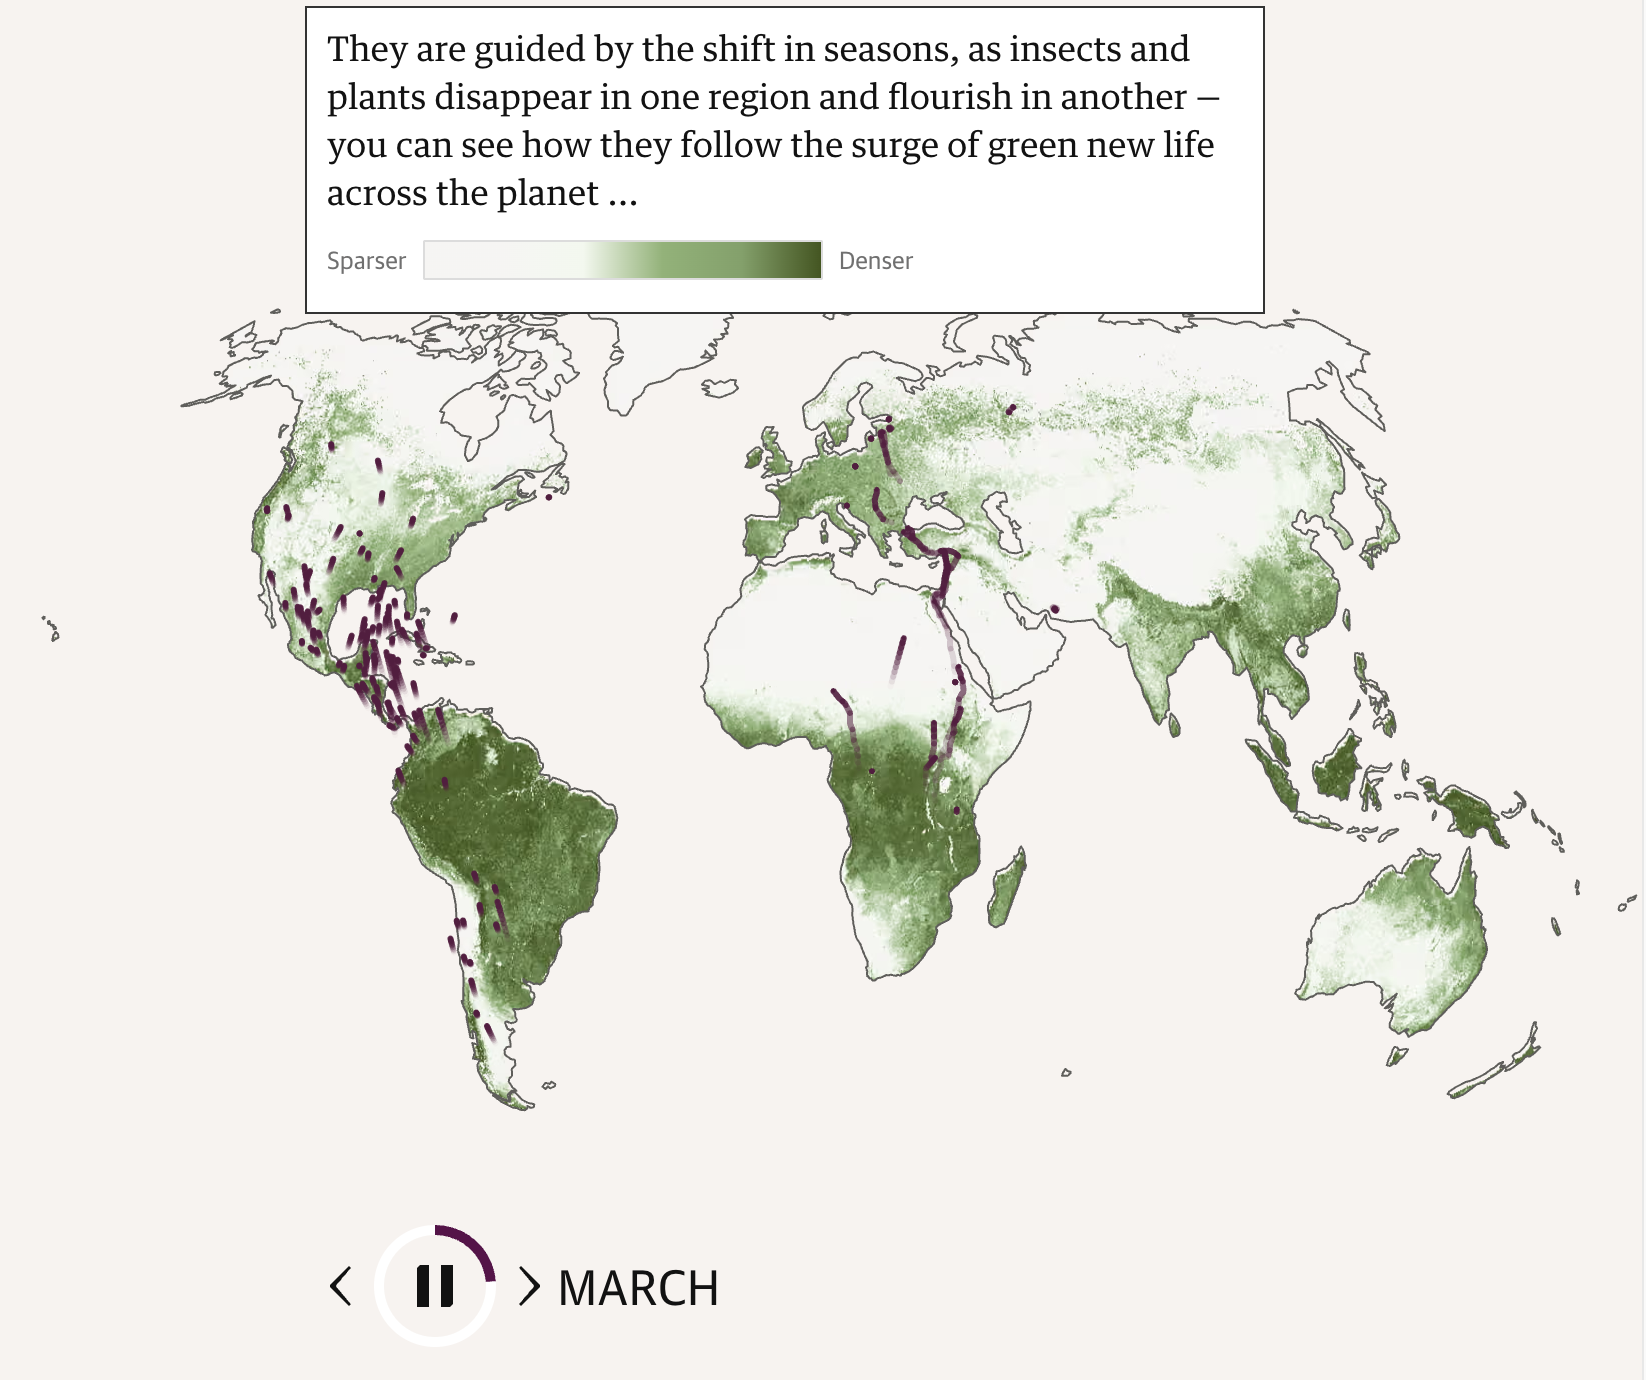 They are guided by the shift in seasons, as insects and
plants disappear in one region and flourish in another —
you can see how they follow the surge of green new life
across the planet ...
Sparser Denser
MARCH